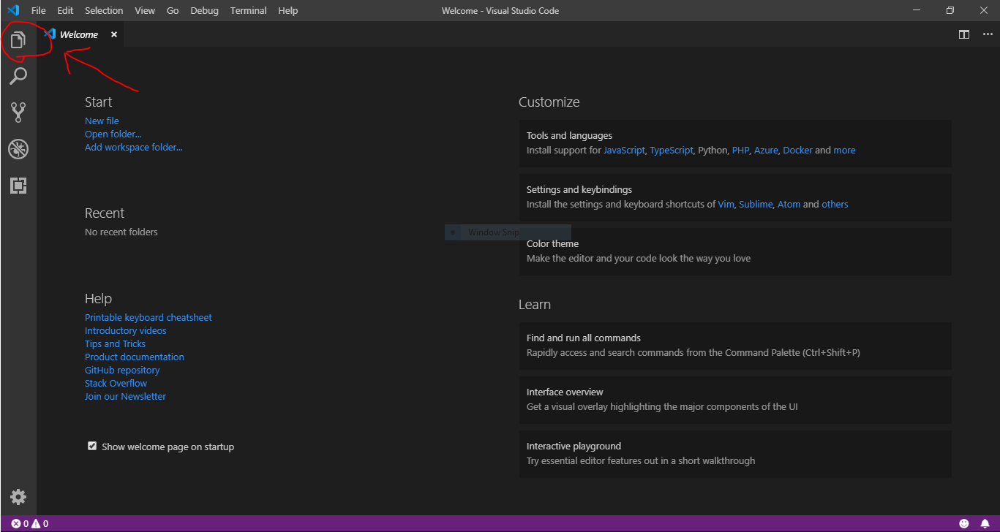 File Edit Selection View Go Debug Terminal Help Welcome - Visual Studio Code
Welcome
Start
New file
Open folder...
Add workspace folder...
Recent
No recent folders
Help
Printable keyboard cheatsheet
Introductory videos
Tips and Tricks
Product documentation
GitHub repository
Stack Overflow
Join our Newsletter
Show welcome page on startup
Customize
Tools and languages
Install support for JavaScript, TypeScript, Python, PHP, Azure, Docker and more
Settings and keybindings
Install the settings and keyboard shortcuts of Vim, Sublime, Atom and others
Window Snip
Color theme
Make the editor and your code look the way you love
Learn
Find and run all commands
Rapidly access and search commands from the Command Palette (Ctrl+Shift+P)
Interface overview
Get a visual overlay highlighting the major components of the UI
Interactive playground
Try essential editor features out in a short walkthrough
0 0